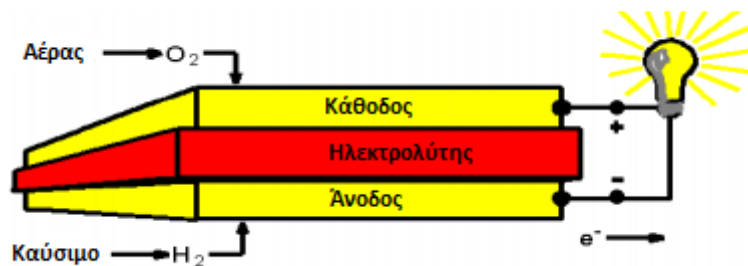 Αέρας O₂
Κάθοδος
+
Ηλεκτρολύτης
−
Άνοδος
Καύσιμο H₂
e⁻